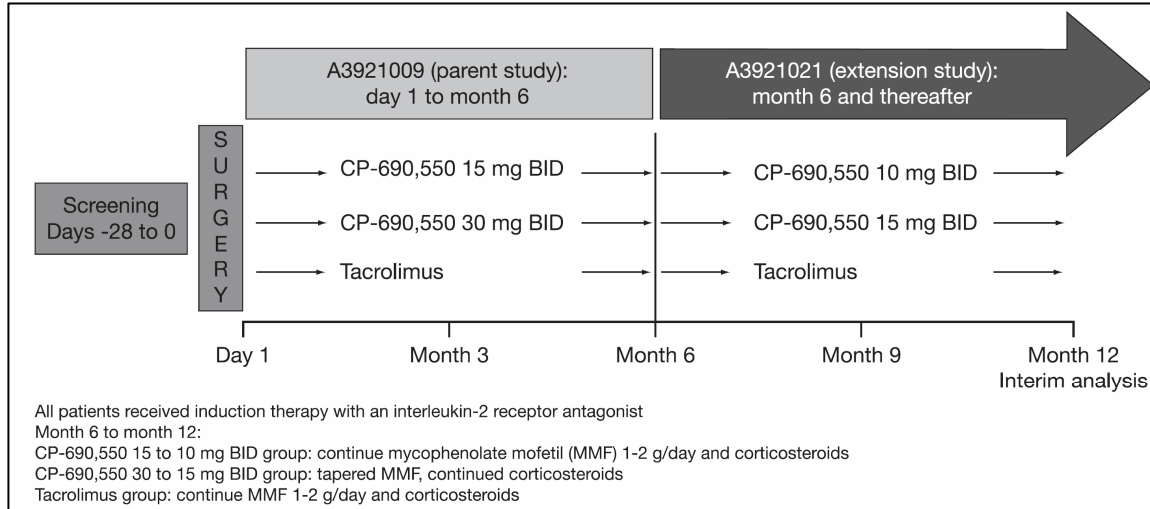 A3921009 (parent study):
day 1 to month 6
A3921021 (extension study):
month 6 and thereafter
SURGERY
Screening
Days -28 to 0
CP-690,550 15 mg BID
CP-690,550 10 mg BID
CP-690,550 30 mg BID
CP-690,550 15 mg BID
Tacrolimus
Tacrolimus
Day 1
Month 3
Month 6
Month 9
Month 12
Interim analysis
All patients received induction therapy with an interleukin-2 receptor antagonist
Month 6 to month 12:
CP-690,550 15 to 10 mg BID group: continue mycophenolate mofetil (MMF) 1-2 g/day and corticosteroids
CP-690,550 30 to 15 mg BID group: tapered MMF, continued corticosteroids
Tacrolimus group: continue MMF 1-2 g/day and corticosteroids